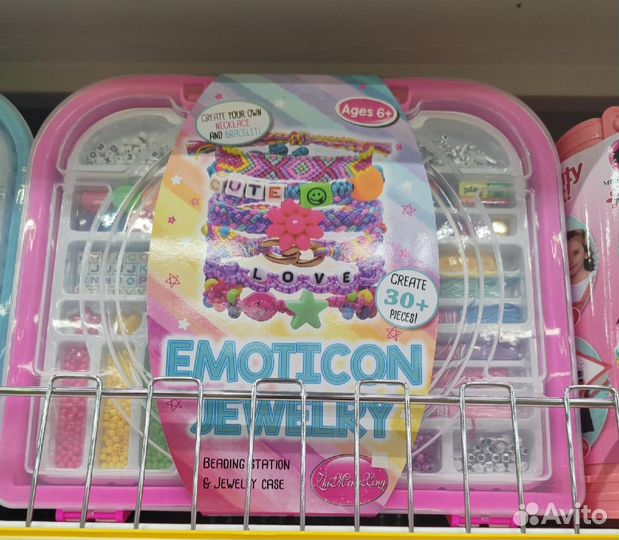 CREATE YOUR OWN
NECKLACE
AND BRACELET!
Ages 6+
CUTE
LOVE
CREATE
30+
PIECES!
EMOTICON
JEWELRY
BEADING STATION
& JEWELRY CASE
Avito